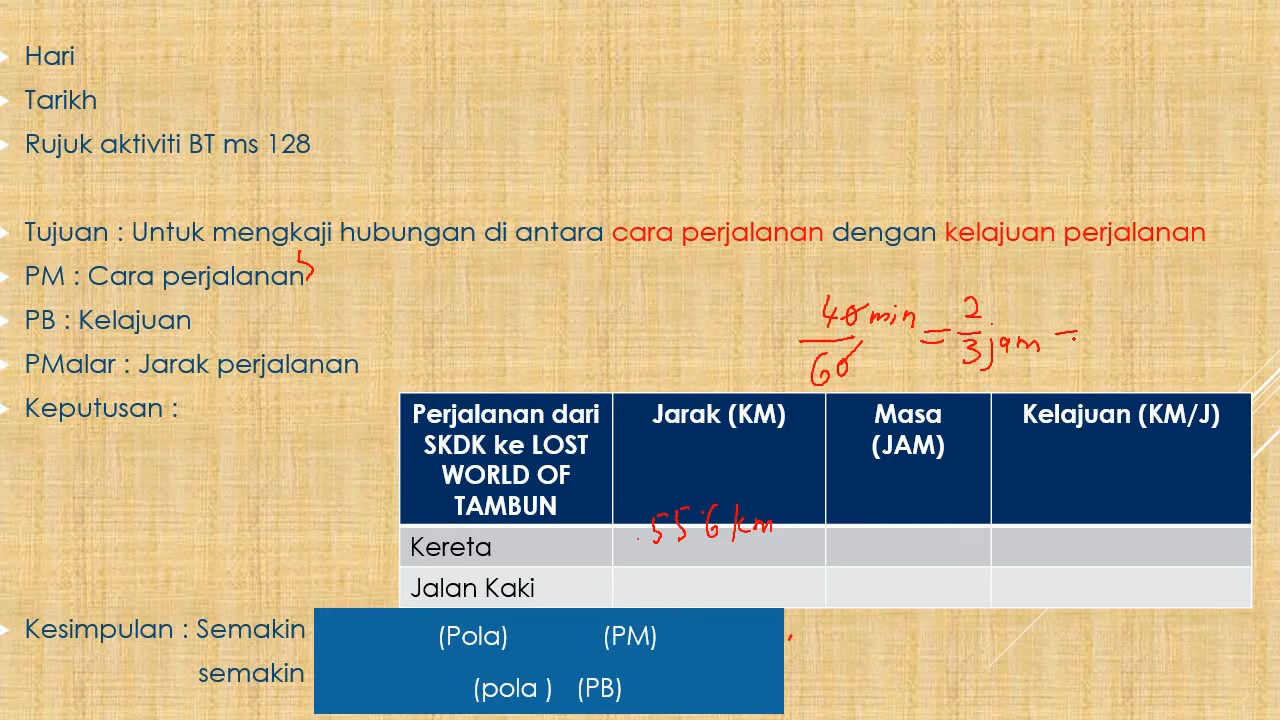 Hari
Tarikh
Rujuk aktiviti BT ms 128
Tujuan : Untuk mengkaji hubungan di antara cara perjalanan dengan kelajuan perjalanan
PM : Cara perjalanan
PB : Kelajuan
PMalar : Jarak perjalanan
40 min
60
= 2/3 jam =
Keputusan :
Perjalanan dari SKDK ke LOST WORLD OF TAMBUN
Jarak (KM)
Masa (JAM)
Kelajuan (KM/J)
Kereta
55.6 km
Jalan Kaki
Kesimpulan : Semakin (Pola) (PM)
semakin (pola ) (PB)